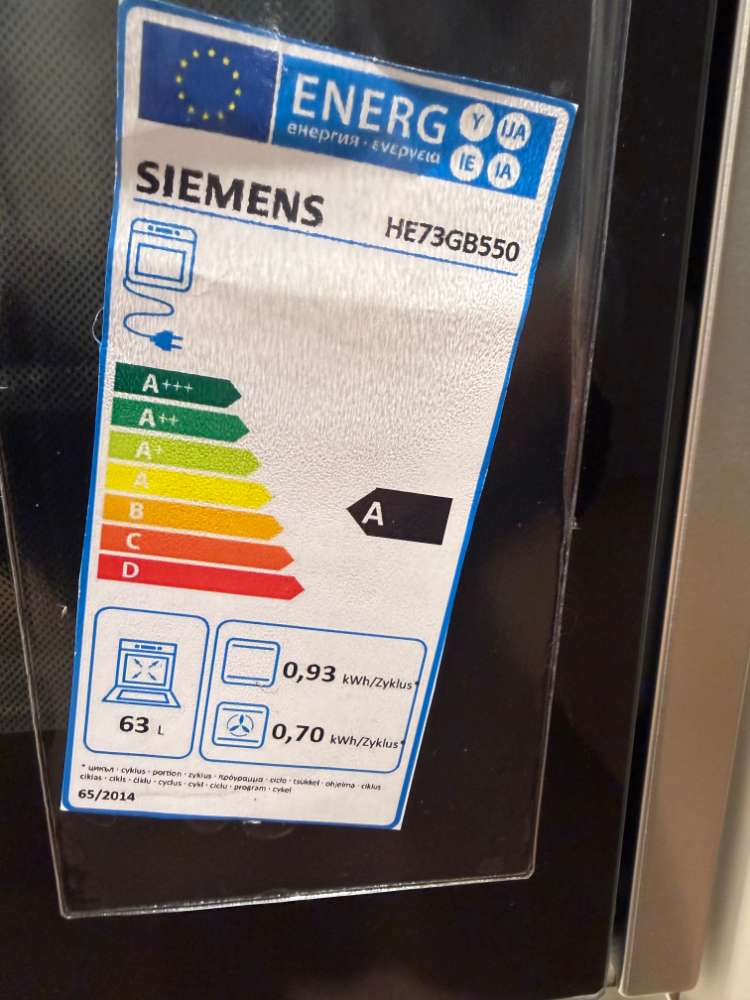 ENERG Y IJA
енергия · ενεργεια IE IA
SIEMENS
HE73GB550
A+++
A++
A+
A
B
C
D
A
63 L
0,93 kWh/Zyklus*
0,70 kWh/Zyklus*
* цикъл · cyklus · portion · zyklus · πρόγραμμα · ciclo · tsükkel · ohjelma · ciklus
ciklas · cikls · ċiklu · cyclus · cykl · ciclu · program · cykel
65/2014